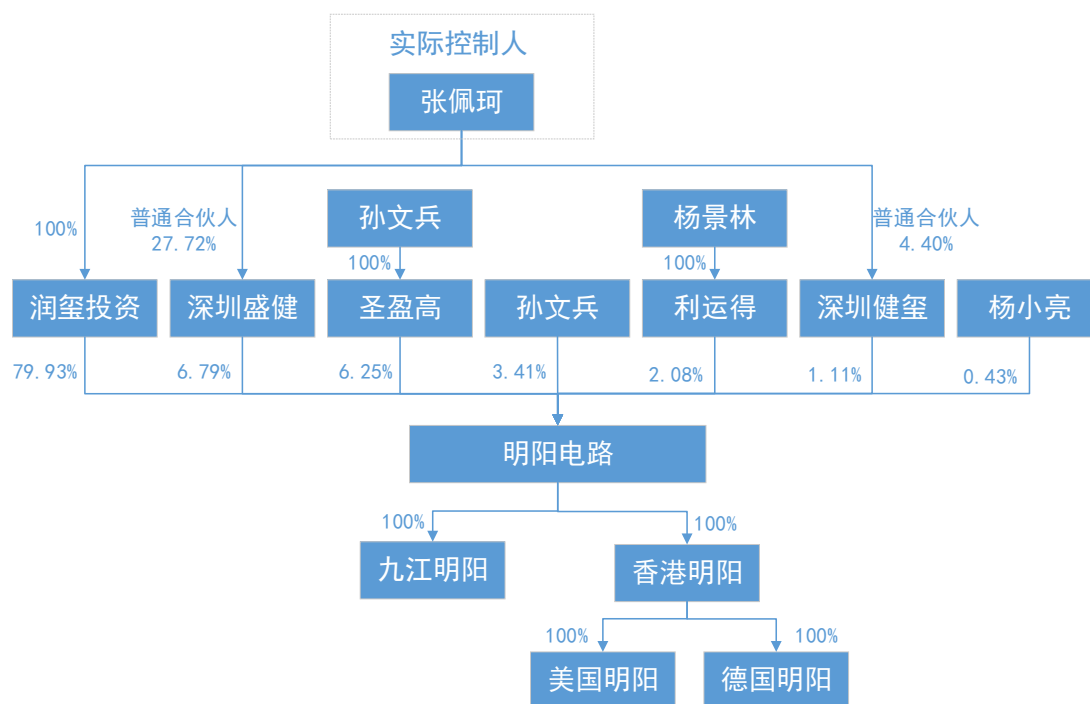 实际控制人
张佩珂
100%
普通合伙人
27.72%
孙文兵
100%
杨景林
100%
普通合伙人
4.40%
润玺投资
深圳盛健
圣盈高
孙文兵
利运得
深圳健玺
杨小亮
79.93%
6.79%
6.25%
3.41%
2.08%
1.11%
0.43%
明阳电路
100%
100%
九江明阳
香港明阳
100%
100%
美国明阳
德国明阳